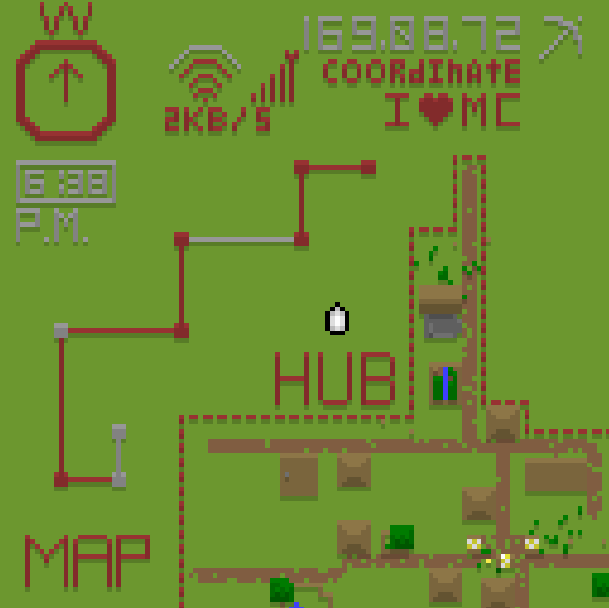 W
169.08.72
COORdInAtE
I ❤ MC
2KB/S
6:38
P.M.
HUB
MAP